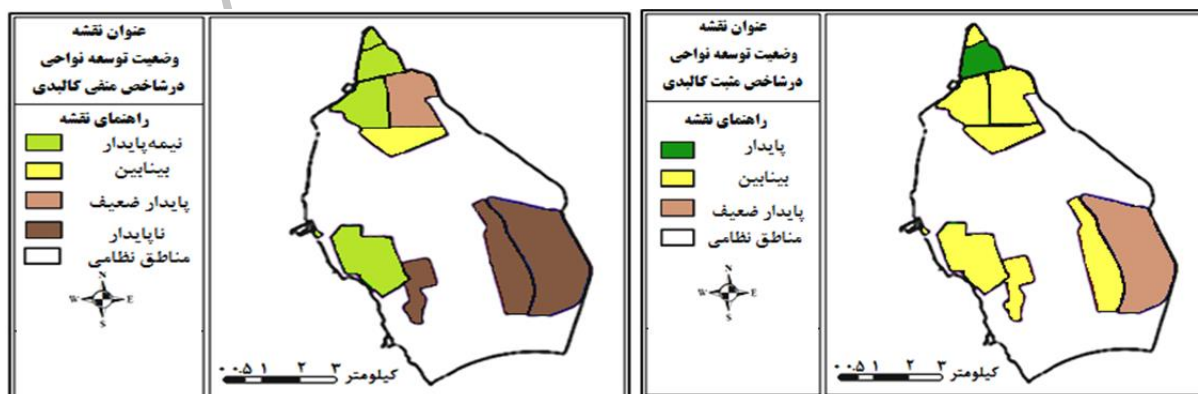 عنوان نقشه
وضعیت توسعه نواحی
درشاخص منفی کالبدی
راهنمای نقشه
نیمه‌پایدار
بینابین
پایدار ضعیف
ناپایدار
مناطق نظامی
N
W E
S
۰ ۰.۵ ۱ ۲ ۳ کیلومتر
عنوان نقشه
وضعیت توسعه نواحی
درشاخص مثبت کالبدی
راهنمای نقشه
پایدار
بینابین
پایدار ضعیف
مناطق نظامی
N
W E
S
۰ ۰.۵ ۱ ۲ ۳ کیلومتر